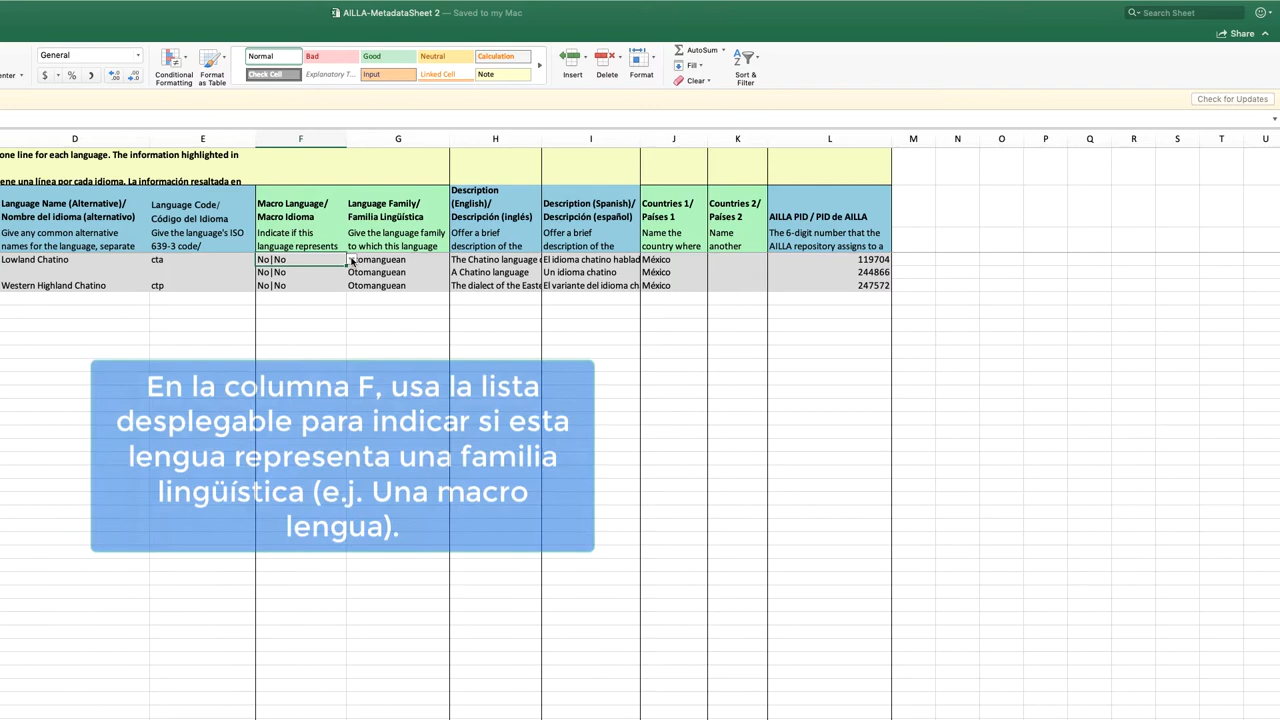 AILLA-MetadataSheet 2 — Saved to my Mac
Search Sheet
Share
General
Normal
Bad
Good
Neutral
Calculation
AutoSum
Fill
Clear
$ %
Conditional
Formatting
Format
as Table
Check Cell
Explanatory T...
Input
Linked Cell
Note
Insert
Delete
Format
Sort &
Filter
Check for Updates
D E F G H I J K L M N O P Q R S T U
one line for each language. The information highlighted in
ene una línea por cada idioma. La información resaltada en
Language Name (Alternative)/
Nombre del idioma (alternativo)
Give any common alternative
names for the language, separate
Language Code/
Código del Idioma
Give the language's ISO
639-3 code/
Macro Language/
Macro Idioma
Indicate if this
language represents
Language Family/
Familia Lingüística
Give the language family
to which this language
Description
(English)/
Descripción (inglés)
Offer a brief
description of the
Description (Spanish)/
Descripción (español)
Offer a brief
description of the
Countries 1/
Países 1
Name the
country where
Countries 2/
Países 2
Name
another
AILLA PID / PID de AILLA
The 6-digit number that the
AILLA repository assigns to a
Lowland Chatino cta No|No omanguean The Chatino language El idioma chatino hablad México 119704
No|No Otomanguean A Chatino language Un idioma chatino México 244866
Western Highland Chatino ctp No|No Otomanguean The dialect of the Easte El variante del idioma ch México 247572
En la columna F, usa la lista
desplegable para indicar si esta
lengua representa una familia
lingüística (e.j. Una macro
lengua).